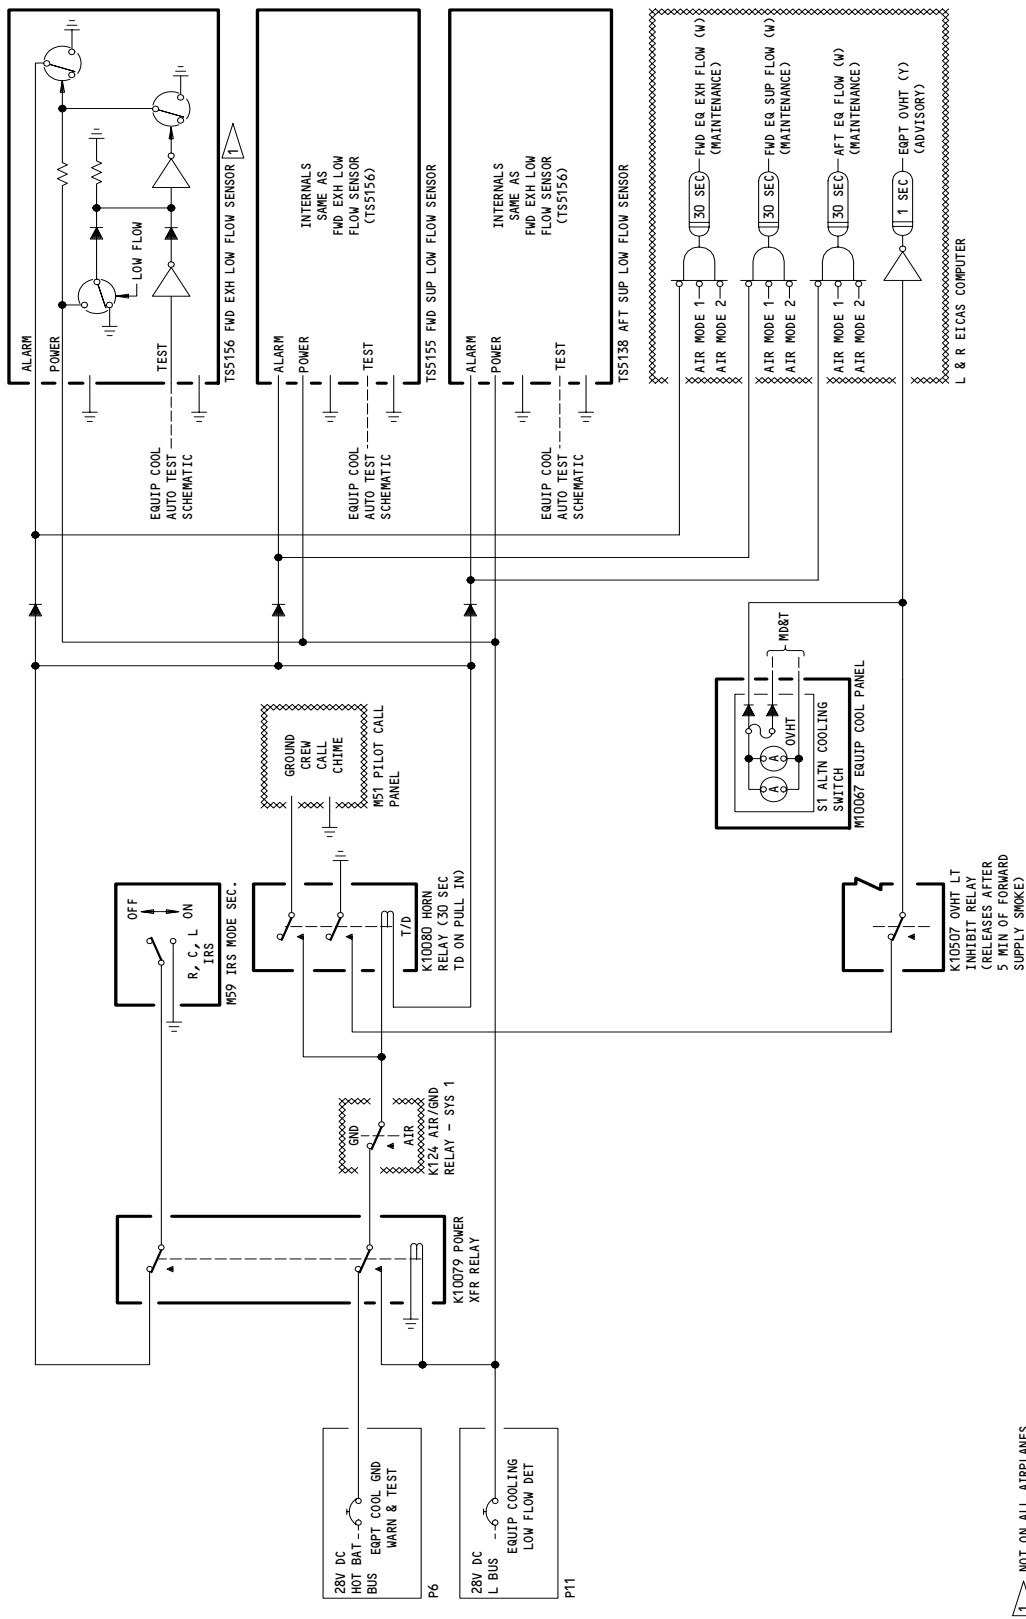 28V DC
HOT BAT
BUS
EQPT COOL GND
WARN & TEST
P6
28V DC
L BUS
EQUIP COOLING
LOW FLOW DET
P11
K10079 POWER
XFR RELAY
GND
AIR
K124 AIR/GND
RELAY - SYS 1
OFF
ON
R, C, L
IRS
M59 IRS MODE SEC.
T/D
K10080 HORN
RELAY (30 SEC
TD ON PULL IN)
GROUND
CREW
CALL
CHIME
M51 PILOT CALL
PANEL
K10507 OVHT LT
INHIBIT RELAY
(RELEASES AFTER
5 MIN OF FORWARD
SUPPLY SMOKE)
A
A
OVHT
S1 ALTN COOLING
SWITCH
M10067 EQUIP COOL PANEL
MD&T
EQUIP COOL
AUTO TEST
SCHEMATIC
ALARM
POWER
TEST
LOW FLOW
TS5156 FWD EXH LOW FLOW SENSOR
1
EQUIP COOL
AUTO TEST
SCHEMATIC
ALARM
POWER
TEST
INTERNALS
SAME AS
FWD EXH LOW
FLOW SENSOR
(TS5156)
TS5155 FWD SUP LOW FLOW SENSOR
EQUIP COOL
AUTO TEST
SCHEMATIC
ALARM
POWER
TEST
INTERNALS
SAME AS
FWD EXH LOW
FLOW SENSOR
(TS5156)
TS5138 AFT SUP LOW FLOW SENSOR
AIR MODE 1
AIR MODE 2
30 SEC
FWD EQ EXH FLOW (W)
(MAINTENANCE)
AIR MODE 1
AIR MODE 2
30 SEC
FWD EQ SUP FLOW (W)
(MAINTENANCE)
AIR MODE 1
AIR MODE 2
30 SEC
AFT EQ FLOW (W)
(MAINTENANCE)
1 SEC
EQPT OVHT (Y)
(ADVISORY)
L & R EICAS COMPUTER
1 NOT ON ALL AIRPLANES